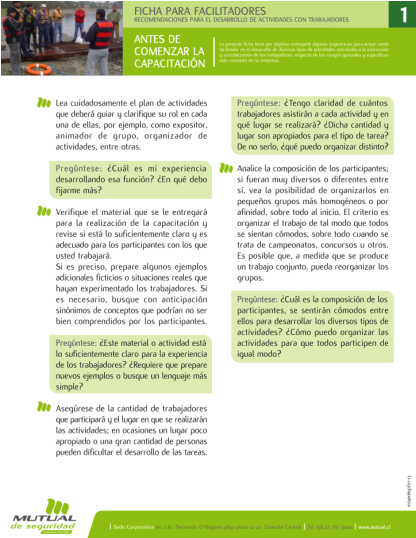 FICHA PARA FACILITADORES
RECOMENDACIONES PARA EL DESARROLLO DE ACTIVIDADES CON TRABAJADORES
1
ANTES DE
COMENZAR LA
CAPACITACIÓN
La presente ficha tiene por objetivo entregarle algunas sugerencias para actuar como
facilitador en el desarrollo de diversos tipos de actividades orientadas a la instrucción
y sensibilización de los trabajadores, respecto de los riesgos generales y específicos
más comunes en su empresa.
Lea cuidadosamente el plan de actividades
que deberá guiar y clarifique su rol en cada
una de ellas, por ejemplo, como expositor,
animador de grupo, organizador de
actividades, entre otras.
Pregúntese: ¿Cuál es mi experiencia
desarrollando esa función? ¿En qué debo
fijarme más?
Verifique el material que se le entregará
para la realización de la capacitación y
revise si está lo suficientemente claro y es
adecuado para los participantes con los que
usted trabajará.
Si es preciso, prepare algunos ejemplos
adicionales ficticios o situaciones reales que
hayan experimentado los trabajadores. Si
es necesario, busque con anticipación
sinónimos de conceptos que podrían no ser
bien comprendidos por los participantes.
Pregúntese: ¿Este material o actividad está
lo suficientemente claro para la experiencia
de los trabajadores? ¿Requiere que prepare
nuevos ejemplos o busque un lenguaje más
simple?
Asegúrese de la cantidad de trabajadores
que participará y el lugar en que se realizarán
las actividades; en ocasiones un lugar poco
apropiado o una gran cantidad de personas
pueden dificultar el desarrollo de las tareas.
Pregúntese: ¿Tengo claridad de cuántos
trabajadores asistirán a cada actividad y en
qué lugar se realizará? ¿Dicha cantidad y
lugar son apropiados para el tipo de tarea?
De no serlo, ¿qué puedo organizar distinto?
Analice la composición de los participantes;
si fueran muy diversos o diferentes entre
sí, vea la posibilidad de organizarlos en
pequeños grupos más homogéneos o por
afinidad, sobre todo al inicio. El criterio es
organizar el trabajo de tal modo que todos
se sientan cómodos, sobre todo cuando se
trata de campeonatos, concursos u otros.
Es posible que, a medida que se produce
un trabajo conjunto, pueda reorganizar los
grupos.
Pregúntese: ¿Cuál es la composición de los
participantes, se sentirán cómodos entre
ellos para desarrollar los diversos tipos de
actividades? ¿Cómo puedo organizar las
actividades para que todos participen de
igual modo?
MUTUAL
de seguridad
| Sede Corporativa Av. Lib. Bernardo O'Higgins 4850 pisos 10-20, Estación Central | Tel. (56.2) 787 9000 | www.mutual.cl